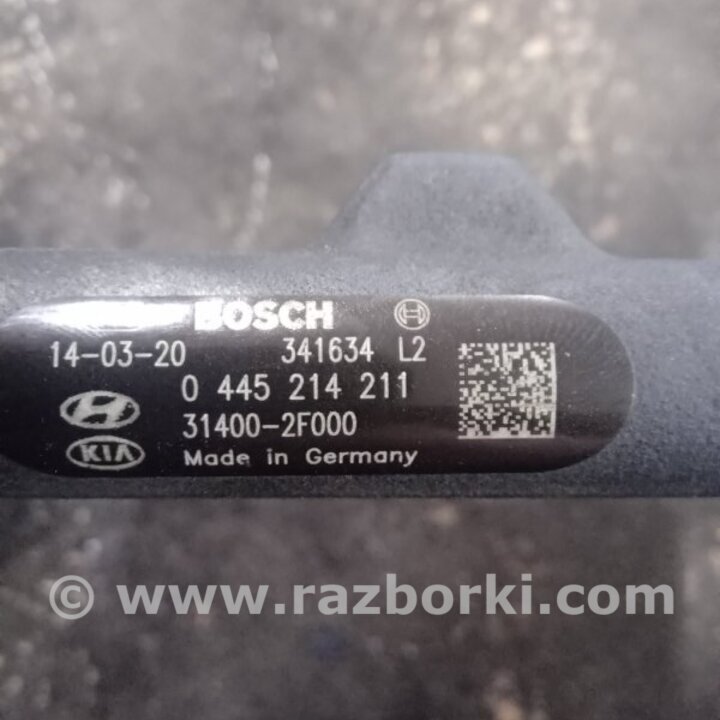 BOSCH
14-03-20 341634 L2
0 445 214 211
31400-2F000
KIA
Made in Germany
© www.razborki.com